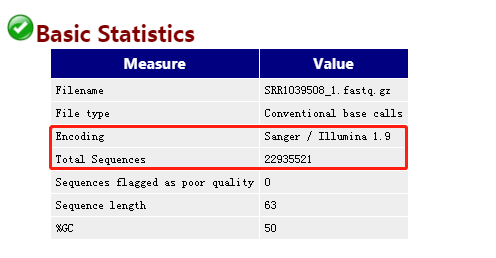 Basic Statistics
Measure Value
Filename SRR1039508_1.fastq.gz
File type Conventional base calls
Encoding Sanger / Illumina 1.9
Total Sequences 22935521
Sequences flagged as poor quality 0
Sequence length 63
%GC 50